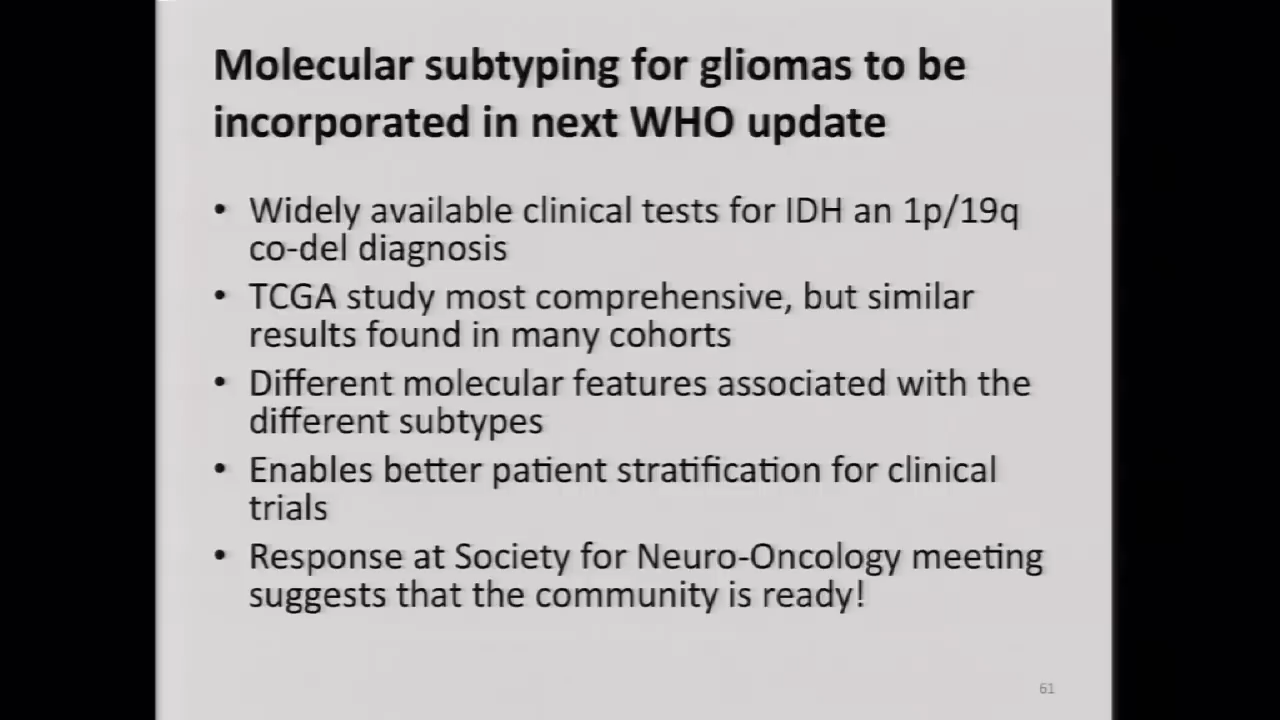 Molecular subtyping for gliomas to be
incorporated in next WHO update
• Widely available clinical tests for IDH an 1p/19q
co-del diagnosis
• TCGA study most comprehensive, but similar
results found in many cohorts
• Different molecular features associated with the
different subtypes
• Enables better patient stratification for clinical
trials
• Response at Society for Neuro-Oncology meeting
suggests that the community is ready!
61